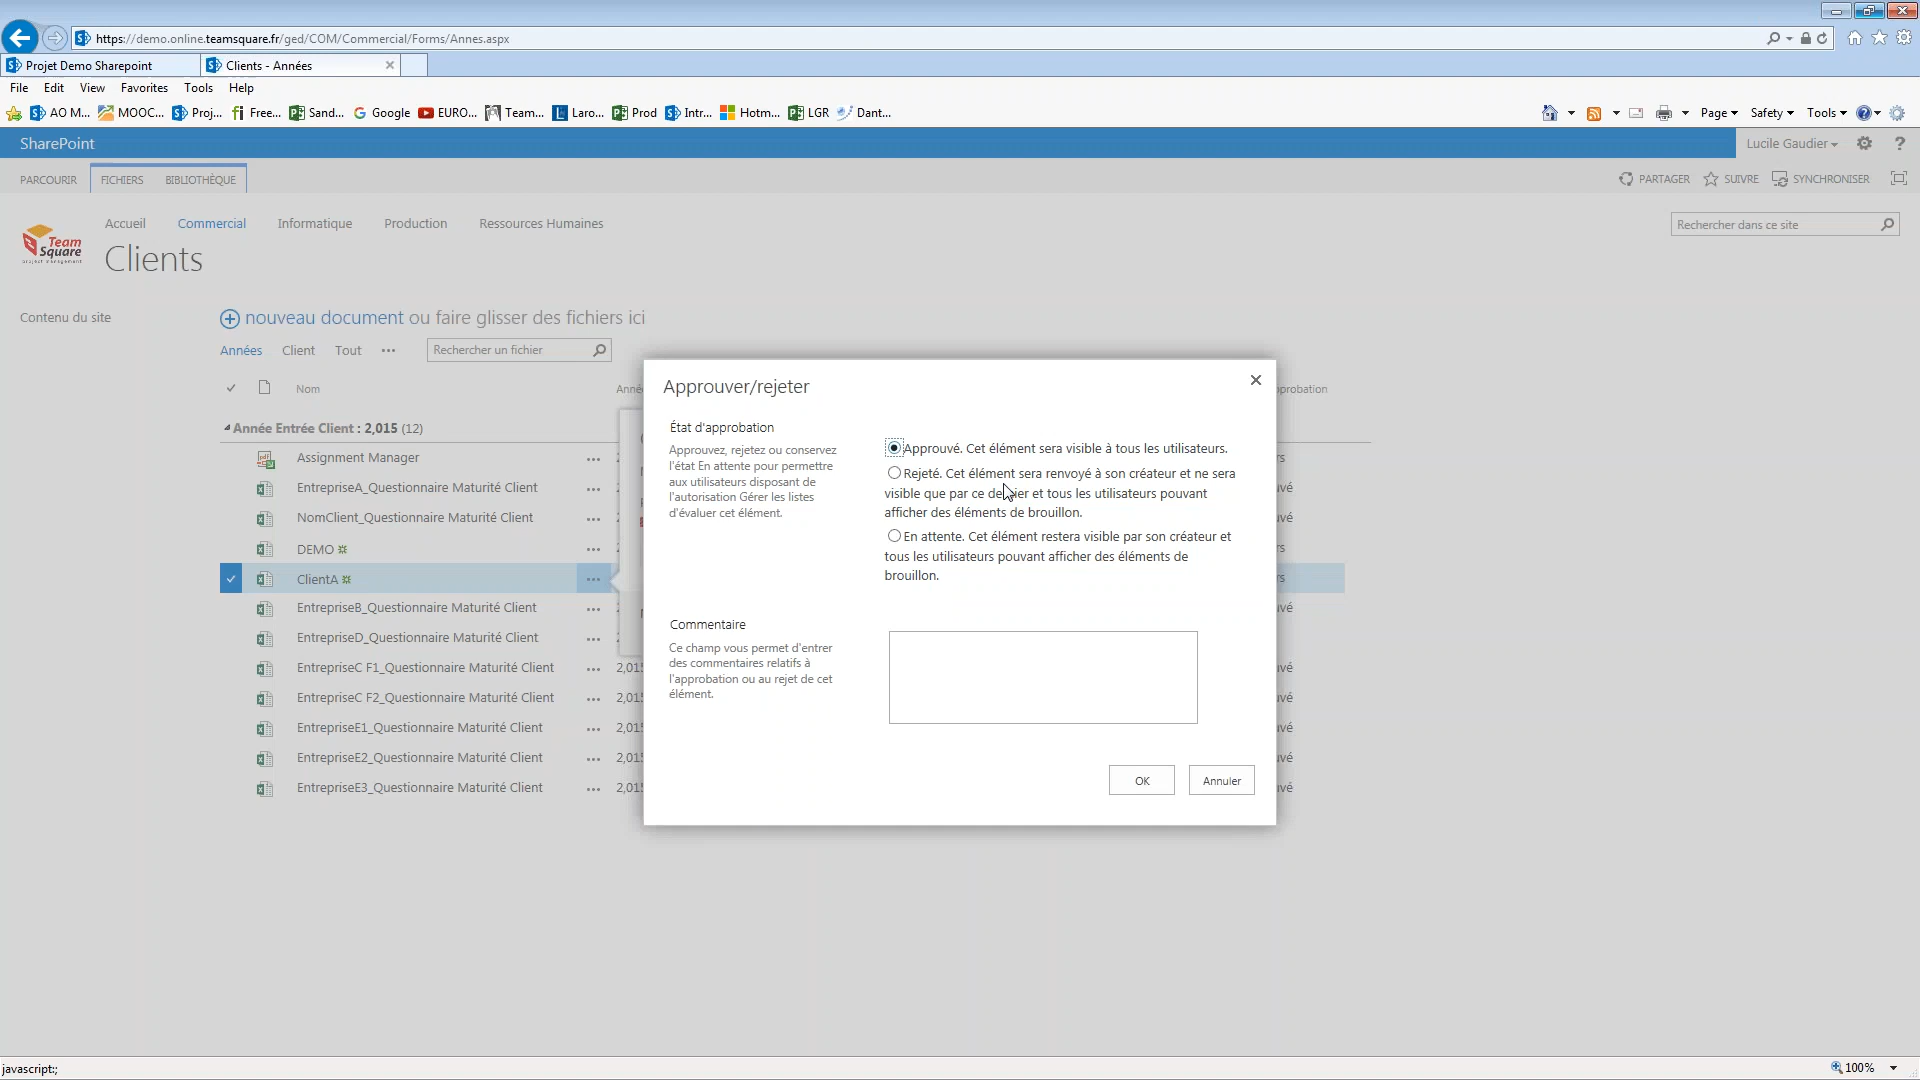 https://demo.online.teamsquare.fr/ged/COM/Commercial/Forms/Annes.aspx
Projet Demo Sharepoint
Clients - Années
File Edit View Favorites Tools Help
AO M... MOOC... Proj... Free... Sand... Google EURO... Team... Laro... Prod Intr... Hotm... LGR Dant...
Page Safety Tools
SharePoint
Lucile Gaudier
PARCOURIR FICHIERS BIBLIOTHÈQUE
PARTAGER SUIVRE SYNCHRONISER
Team Square
project management
Accueil Commercial Informatique Production Ressources Humaines
Rechercher dans ce site
Clients
Contenu du site
nouveau document ou faire glisser des fichiers ici
Années Client Tout ...
Rechercher un fichier
Nom
Année Entrée Client : 2,015 (12)
Assignment Manager
EntrepriseA_Questionnaire Maturité Client
NomClient_Questionnaire Maturité Client
DEMO
ClientA
EntrepriseB_Questionnaire Maturité Client
EntrepriseD_Questionnaire Maturité Client
EntrepriseC F1_Questionnaire Maturité Client
EntrepriseC F2_Questionnaire Maturité Client
EntrepriseE1_Questionnaire Maturité Client
EntrepriseE2_Questionnaire Maturité Client
EntrepriseE3_Questionnaire Maturité Client
Approuver/rejeter
État d'approbation
Approuvez, rejetez ou conservez
l'état En attente pour permettre
aux utilisateurs disposant de
l'autorisation Gérer les listes
d'évaluer cet élément.
Approuvé. Cet élément sera visible à tous les utilisateurs.
Rejeté. Cet élément sera renvoyé à son créateur et ne sera
visible que par ce dernier et tous les utilisateurs pouvant
afficher des éléments de brouillon.
En attente. Cet élément restera visible par son créateur et
tous les utilisateurs pouvant afficher des éléments de
brouillon.
Commentaire
Ce champ vous permet d'entrer
des commentaires relatifs à
l'approbation ou au rejet de cet
élément.
OK Annuler
javascript:;
100%